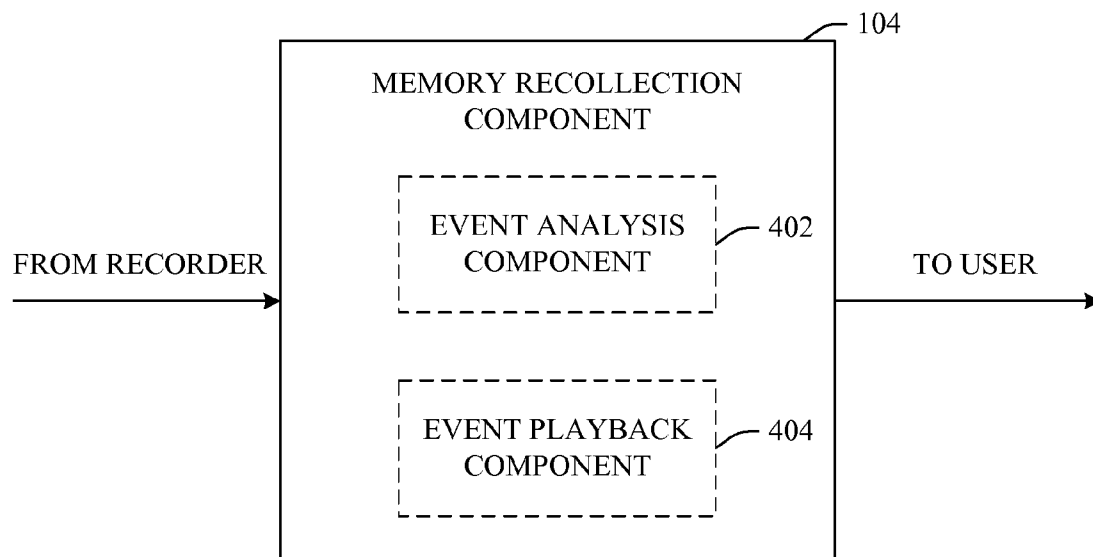 104
MEMORY RECOLLECTION
COMPONENT
EVENT ANALYSIS
COMPONENT
402
FROM RECORDER
TO USER
EVENT PLAYBACK
COMPONENT
404